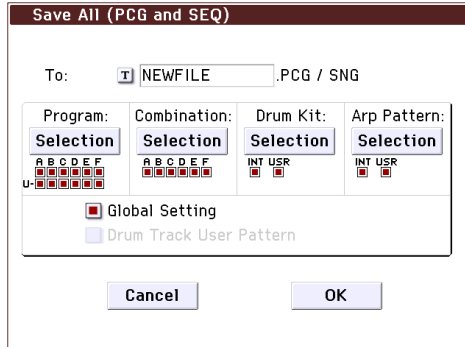 Save All (PCG and SEQ)
To: T NEWFILE .PCG / SNG
Program: Combination: Drum Kit: Arp Pattern:
Selection Selection Selection Selection
A B C D E F A B C D E F INT USR INT USR
U-
Global Setting
Drum Track User Pattern
Cancel OK